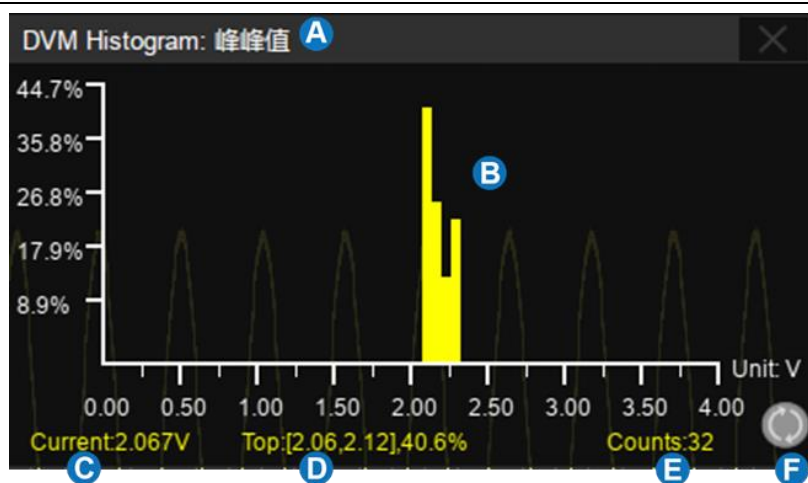 DVM Histogram: 峰峰值 A
44.7%
35.8%
26.8%
17.9%
8.9%
B
Unit: V
0.00 0.50 1.00 1.50 2.00 2.50 3.00 3.50 4.00
Current:2.067V Top:[2.06,2.12],40.6% Counts:32
C D E F